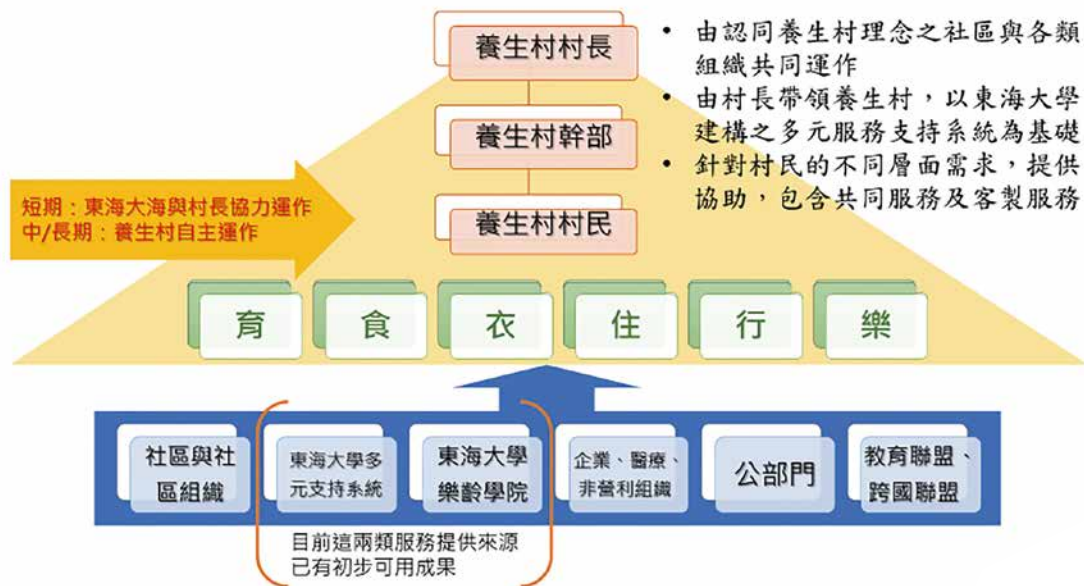 養生村村長
養生村幹部
養生村村民
• 由認同養生村理念之社區與各類
組織共同運作
• 由村長帶領養生村，以東海大學
建構之多元服務支持系統為基礎
• 針對村民的不同層面需求，提供
協助，包含共同服務及客製服務
短期：東海大海與村長協力運作
中/長期：養生村自主運作
育
食
衣
住
行
樂
社區與社
區組織
東海大學多
元支持系統
東海大學
樂齡學院
企業、醫療、
非營利組織
公部門
教育聯盟、
跨國聯盟
目前這兩類服務提供來源
已有初步可用成果